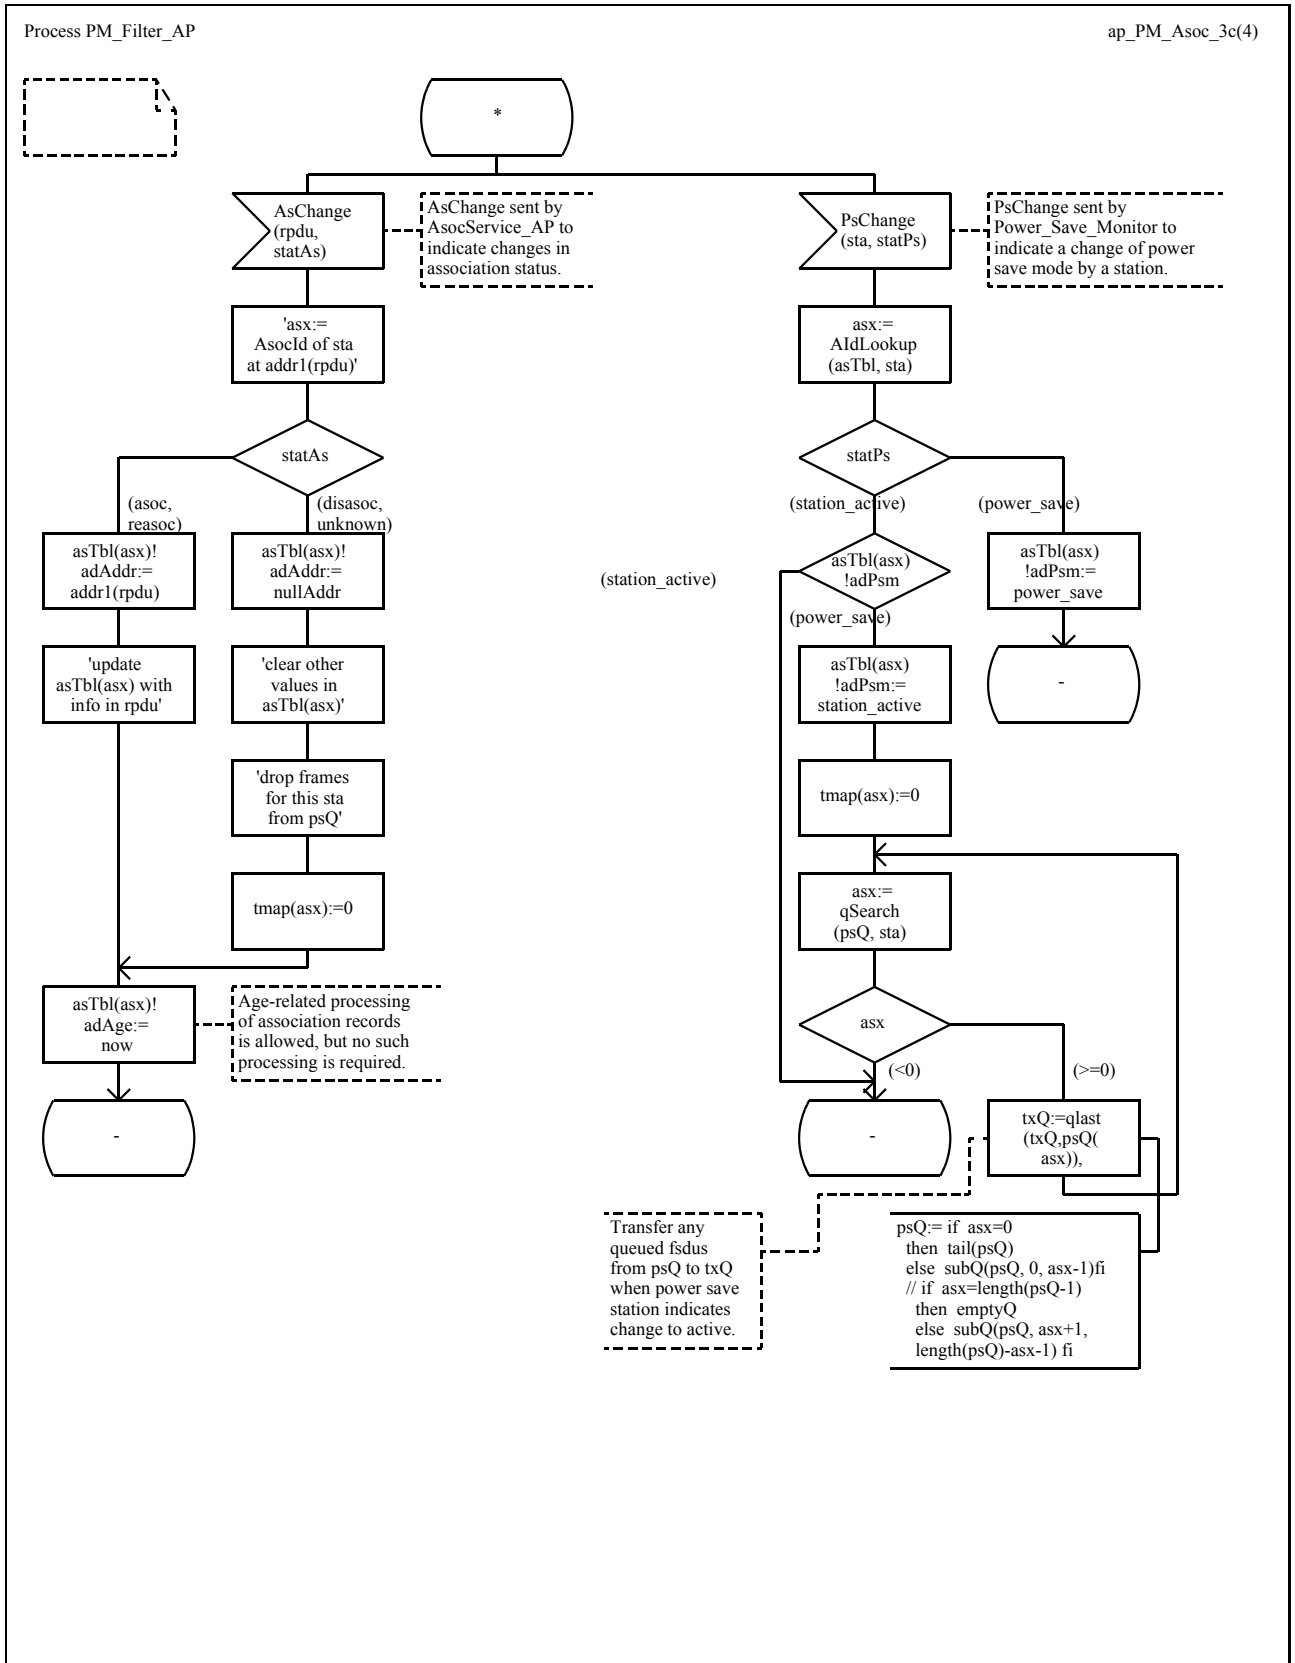 Process PM_Filter_AP
ap_PM_Asoc_3c(4)
*
AsChange
(rpdu,
statAs)
AsChange sent by
AsocService_AP to
indicate changes in
association status.
'asx:=
AsocId of sta
at addr1(rpdu)'
statAs
(asoc,
reasoc)
(disasoc,
unknown)
asTbl(asx)!
adAddr:=
addr1(rpdu)
asTbl(asx)!
adAddr:=
nullAddr
'update
asTbl(asx) with
info in rpdu'
'clear other
values in
asTbl(asx)'
'drop frames
for this sta
from psQ'
tmap(asx):=0
asTbl(asx)!
adAge:=
now
Age-related processing
of association records
is allowed, but no such
processing is required.
-
PsChange
(sta, statPs)
PsChange sent by
Power_Save_Monitor to
indicate a change of power
save mode by a station.
asx:=
AIdLookup
(asTbl, sta)
statPs
(station_active)
(power_save)
asTbl(asx)
!adPsm
(station_active)
(power_save)
asTbl(asx)
!adPsm:=
power_save
-
asTbl(asx)
!adPsm:=
station_active
tmap(asx):=0
asx:=
qSearch
(psQ, sta)
asx
(<0)
(>=0)
-
txQ:=qlast
(txQ,psQ(
asx)),
Transfer any
queued fsdus
from psQ to txQ
when power save
station indicates
change to active.
psQ:= if asx=0
then tail(psQ)
else subQ(psQ, 0, asx-1)fi
// if asx=length(psQ-1)
then emptyQ
else subQ(psQ, asx+1,
length(psQ)-asx-1) fi